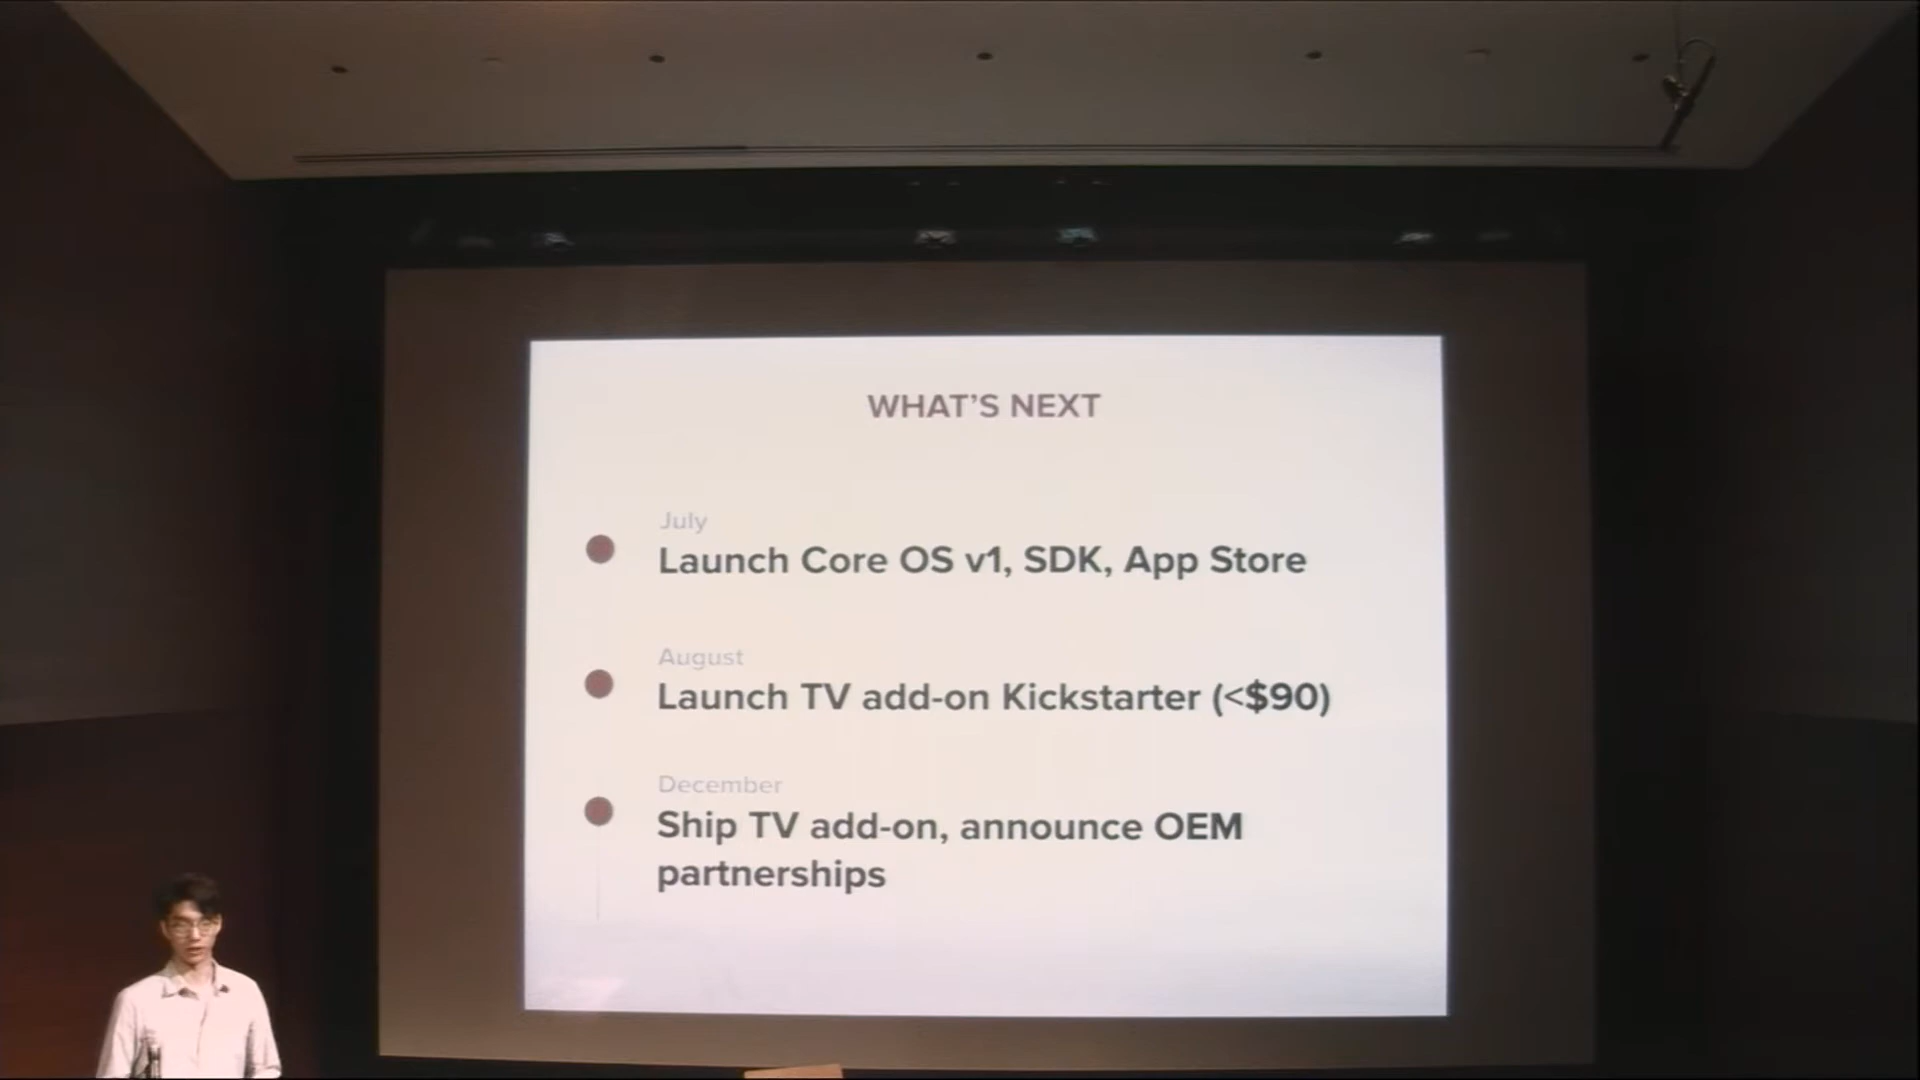 WHAT'S NEXT
July
Launch Core OS v1, SDK, App Store
August
Launch TV add-on Kickstarter (<$90)
December
Ship TV add-on, announce OEM
partnerships